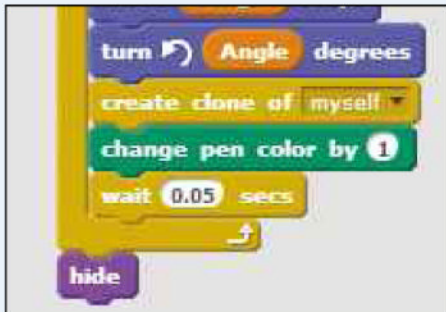 turn Angle degrees
create clone of myself
change pen color by 1
wait 0.05 secs
hide